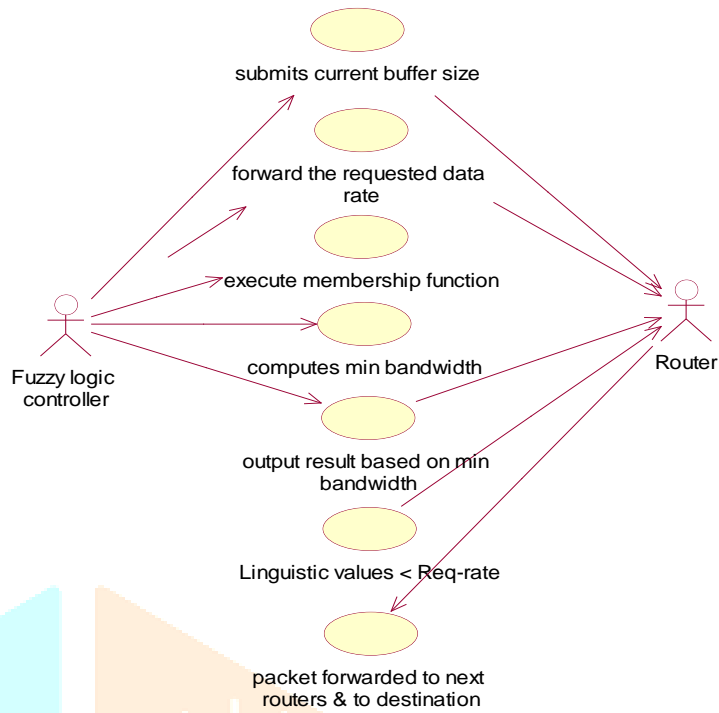 submits current buffer size
forward the requested data
rate
execute membership function
computes min bandwidth
Fuzzy logic
controller
Router
output result based on min
bandwidth
Linguistic values < Req-rate
packet forwarded to next
routers & to destination